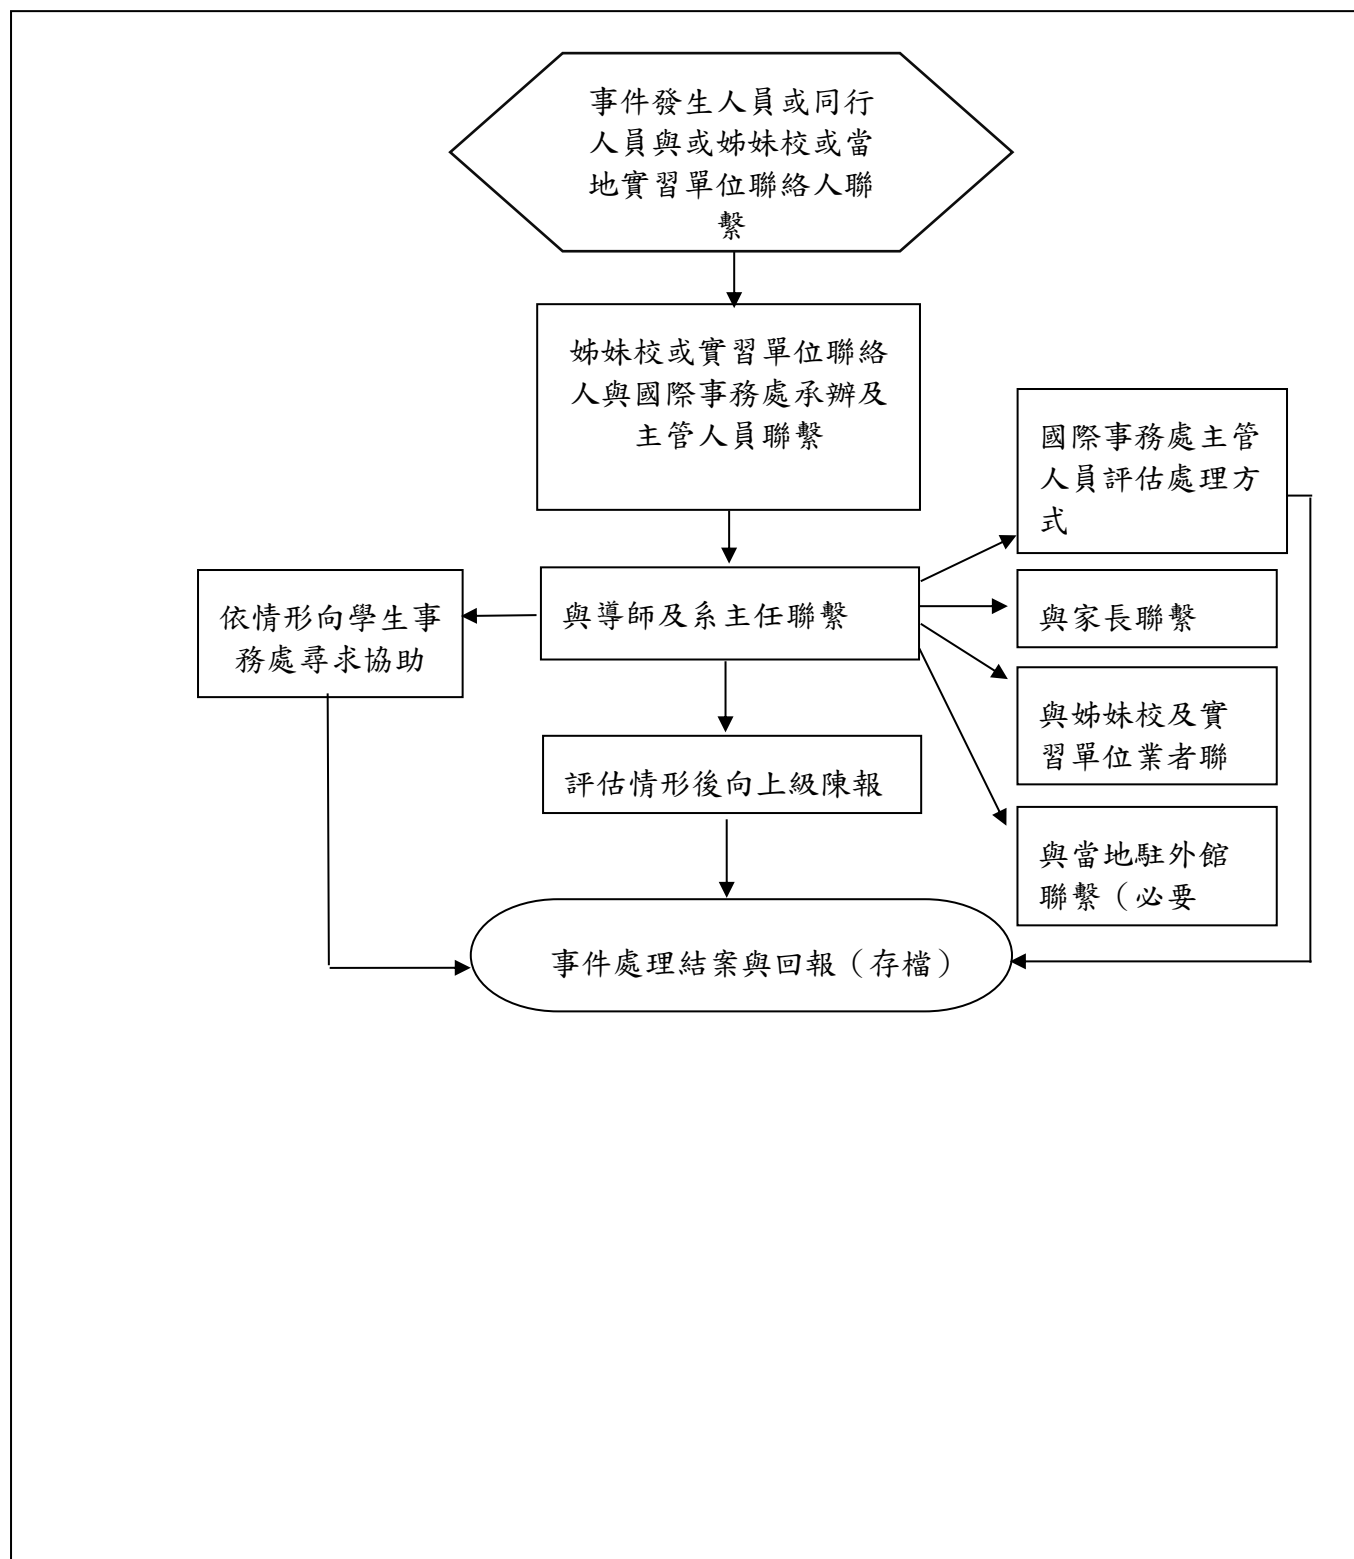 事件發生人員或同行
人員與或姊妹校或當
地實習單位聯絡人聯
繫
姊妹校或實習單位聯絡
人與國際事務處承辦及
主管人員聯繫
國際事務處主管
人員評估處理方
式
依情形向學生事
務處尋求協助
與導師及系主任聯繫
與家長聯繫
與姊妹校及實
習單位業者聯
評估情形後向上級陳報
與當地駐外館
聯繫（必要
事件處理結案與回報（存檔）